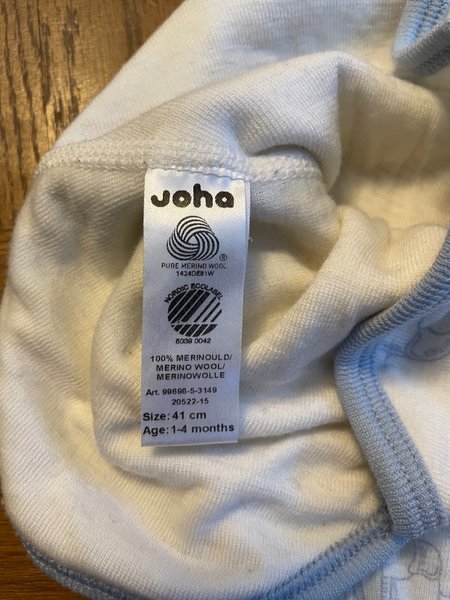 Joha
®
PURE MERINO WOOL
1424DE81W
NORDIC ECOLABEL
5039 0042
100% MERINOULD/
MERINO WOOL/
MERINOWOLLE
Art. 99696-5-3149
20522-15
Size: 41 cm
Age: 1-4 months